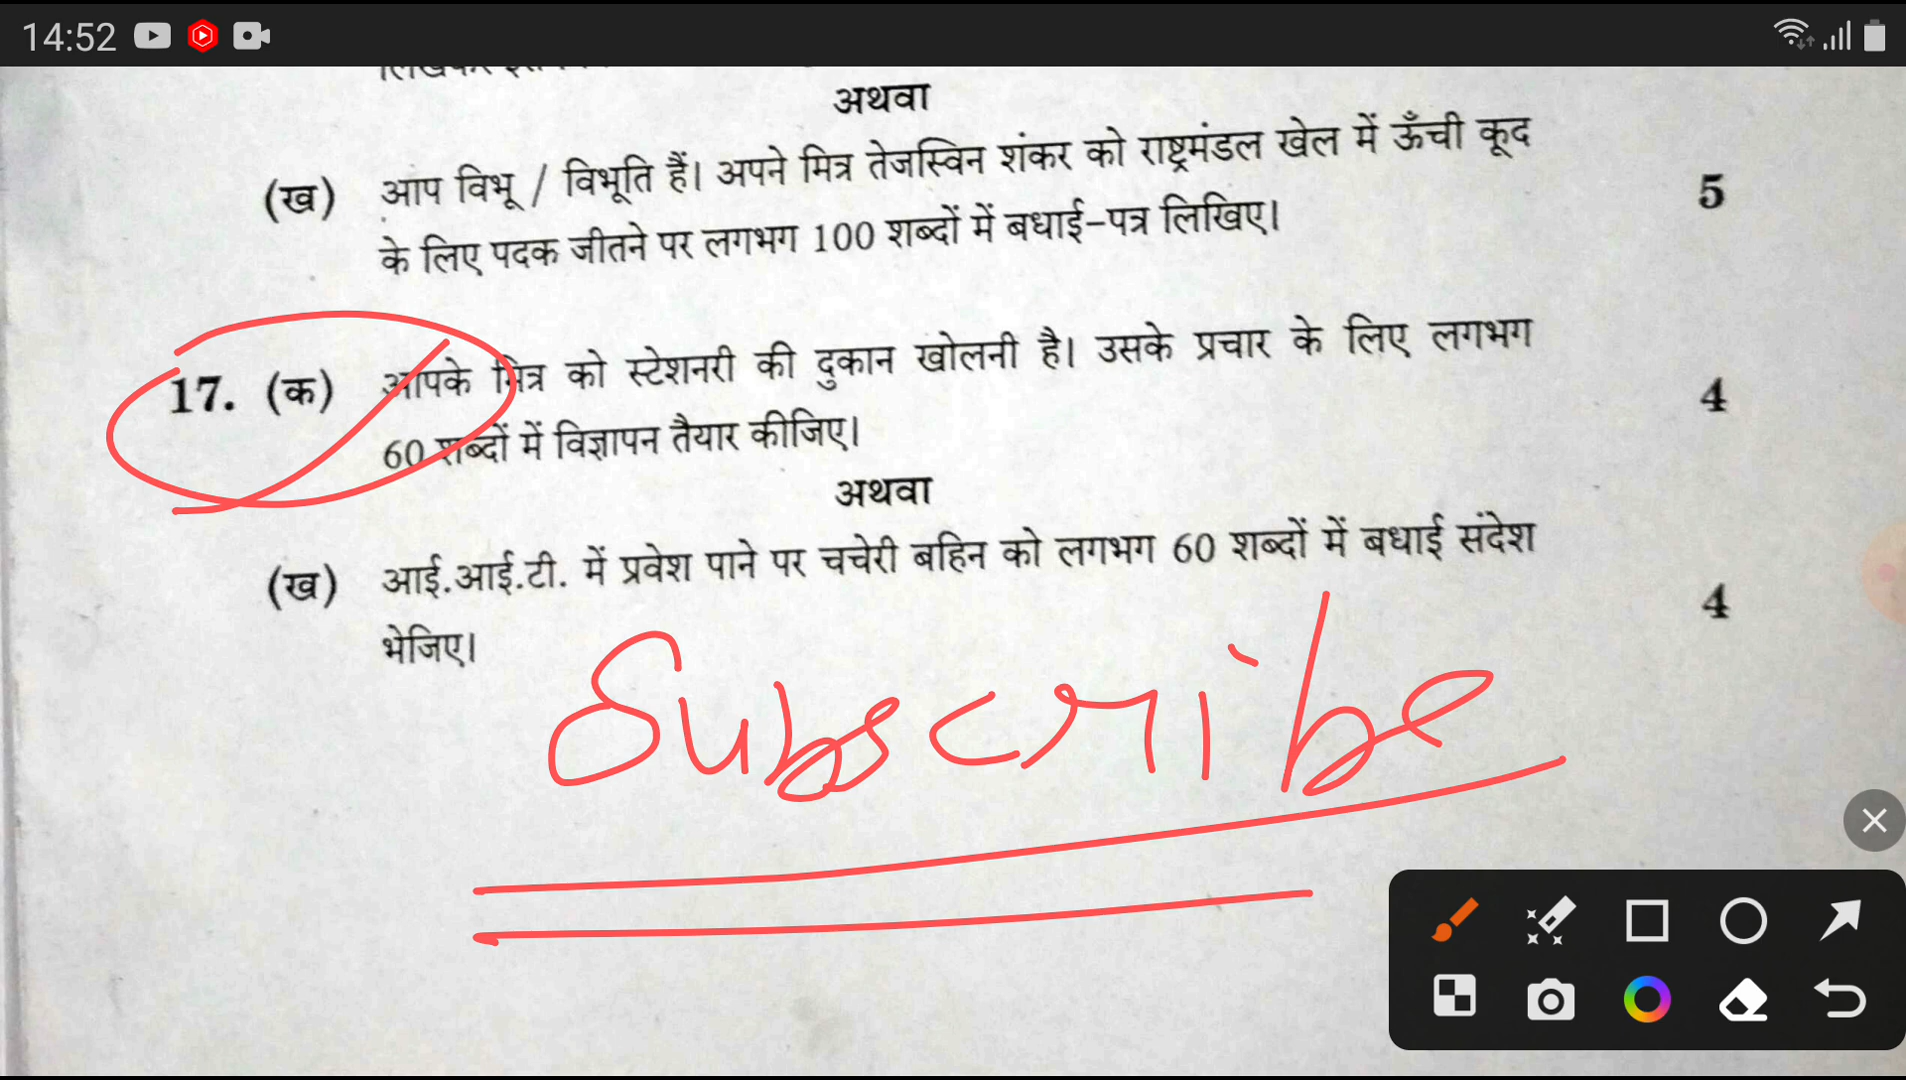 14:52
अथवा
(ख) आप विभू / विभूति हैं। अपने मित्र तेजस्विन शंकर को राष्ट्रमंडल खेल में ऊँची कूद
के लिए पदक जीतने पर लगभग 100 शब्दों में बधाई-पत्र लिखिए। 5
17. (क) आपके मित्र को स्टेशनरी की दुकान खोलनी है। उसके प्रचार के लिए लगभग
60 शब्दों में विज्ञापन तैयार कीजिए। 4
अथवा
(ख) आई.आई.टी. में प्रवेश पाने पर चचेरी बहिन को लगभग 60 शब्दों में बधाई संदेश
भेजिए। 4
Subscribe